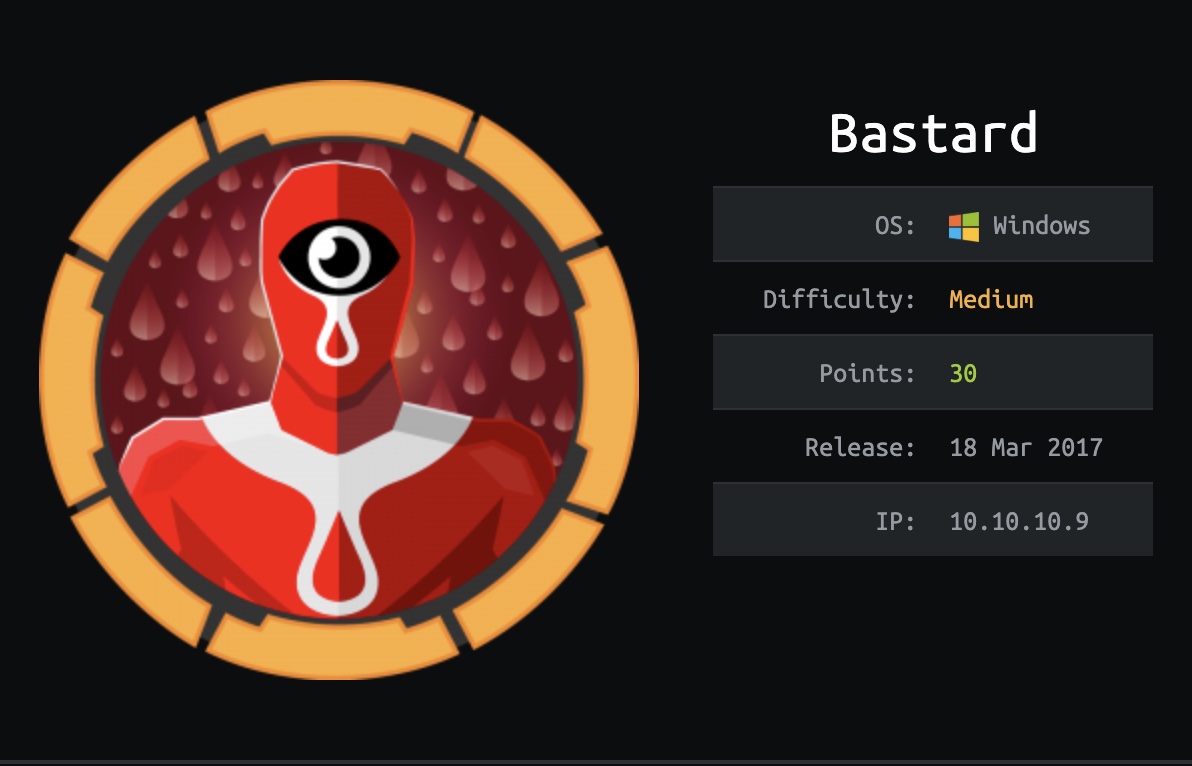 Bastard
OS: Windows
Difficulty: Medium
Points: 30
Release: 18 Mar 2017
IP: 10.10.10.9